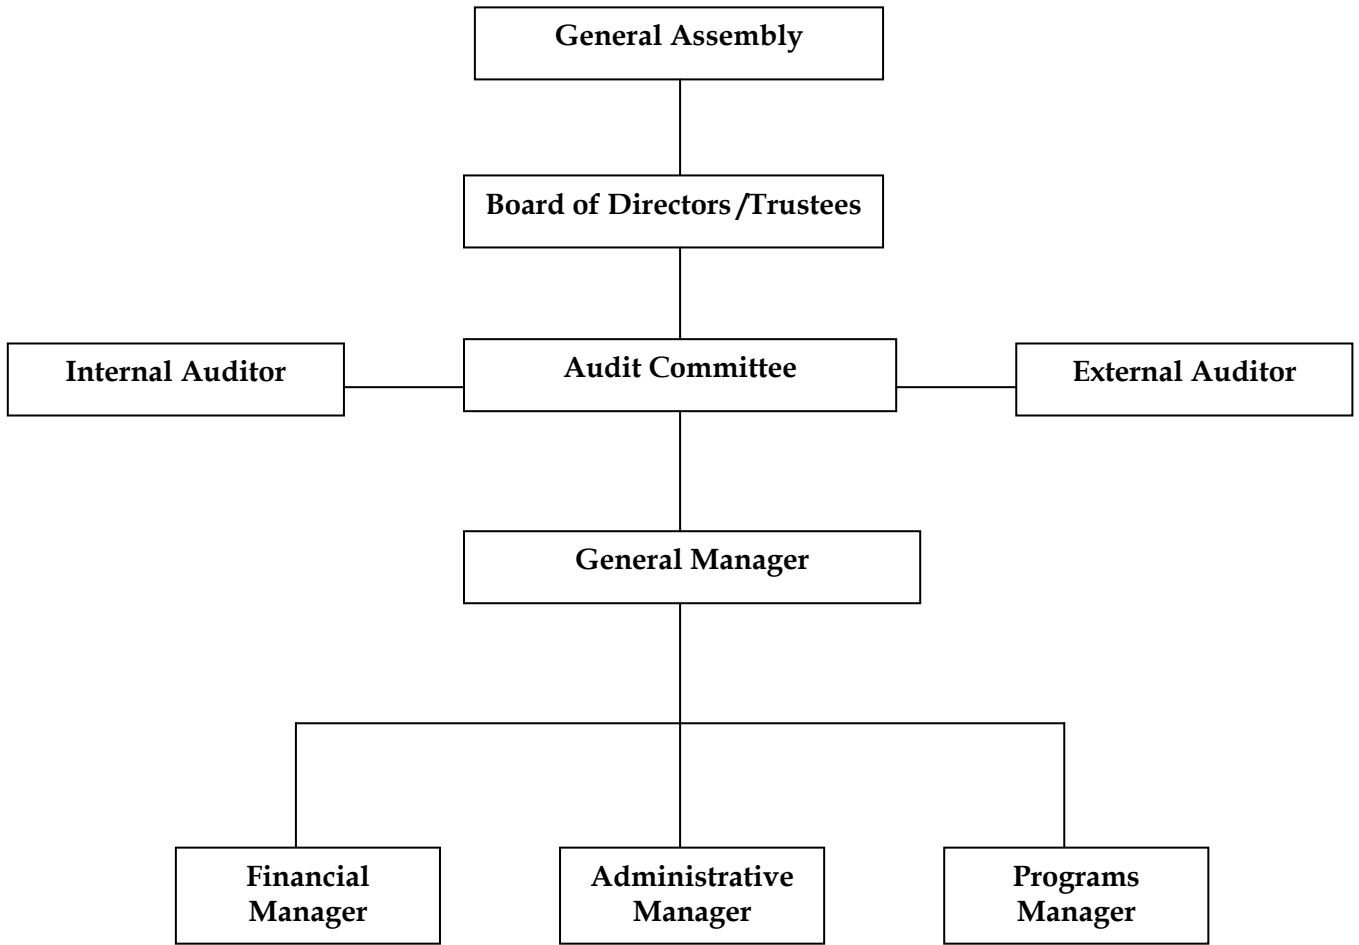 General Assembly
Board of Directors /Trustees
Internal Auditor
Audit Committee
External Auditor
General Manager
Financial
Manager
Administrative
Manager
Programs
Manager